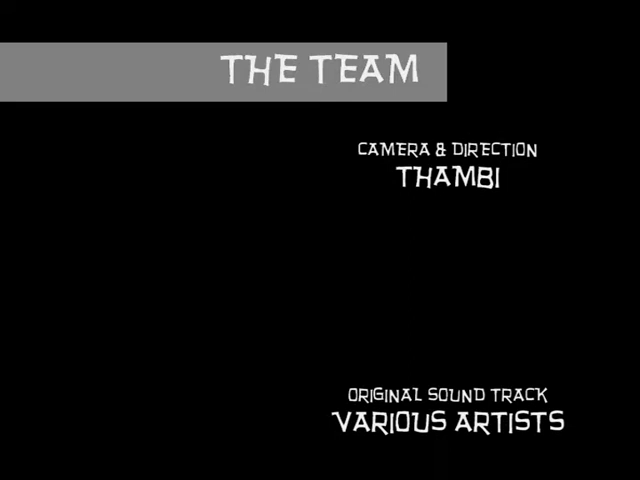 THE TEAM
CAMERA & DIRECTION
THAMBI
ORIGINAL SOUND TRACK
VARIOUS ARTISTS